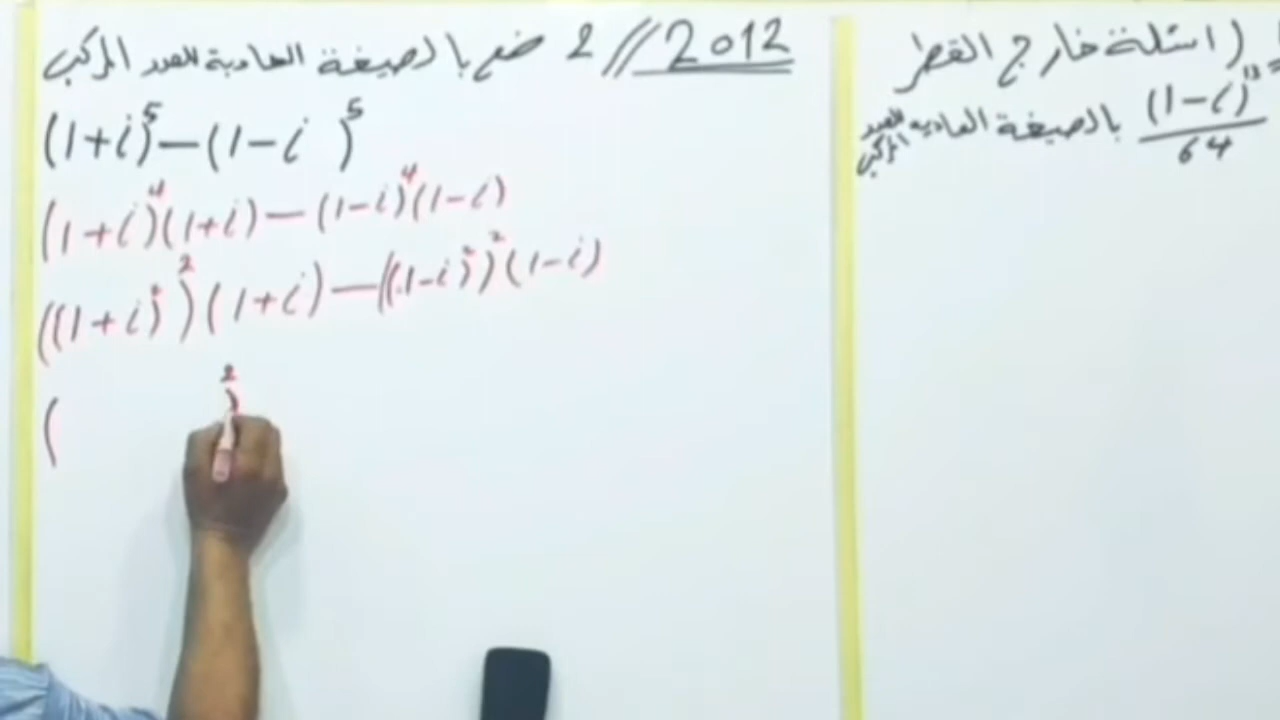 2012 // 2 ضع بالصيغة العادية للعدد المركب
(1+i)⁵ – (1–i )⁵
(1+i)⁴(1+i) – (1–i)⁴(1–i)
((1+i)²)²(1+i) – ((1–i)²)²(1–i)
( )²
( اسئلة خارج القطر
(1–i)¹³/64 بالصيغة العادية للعدد المركب